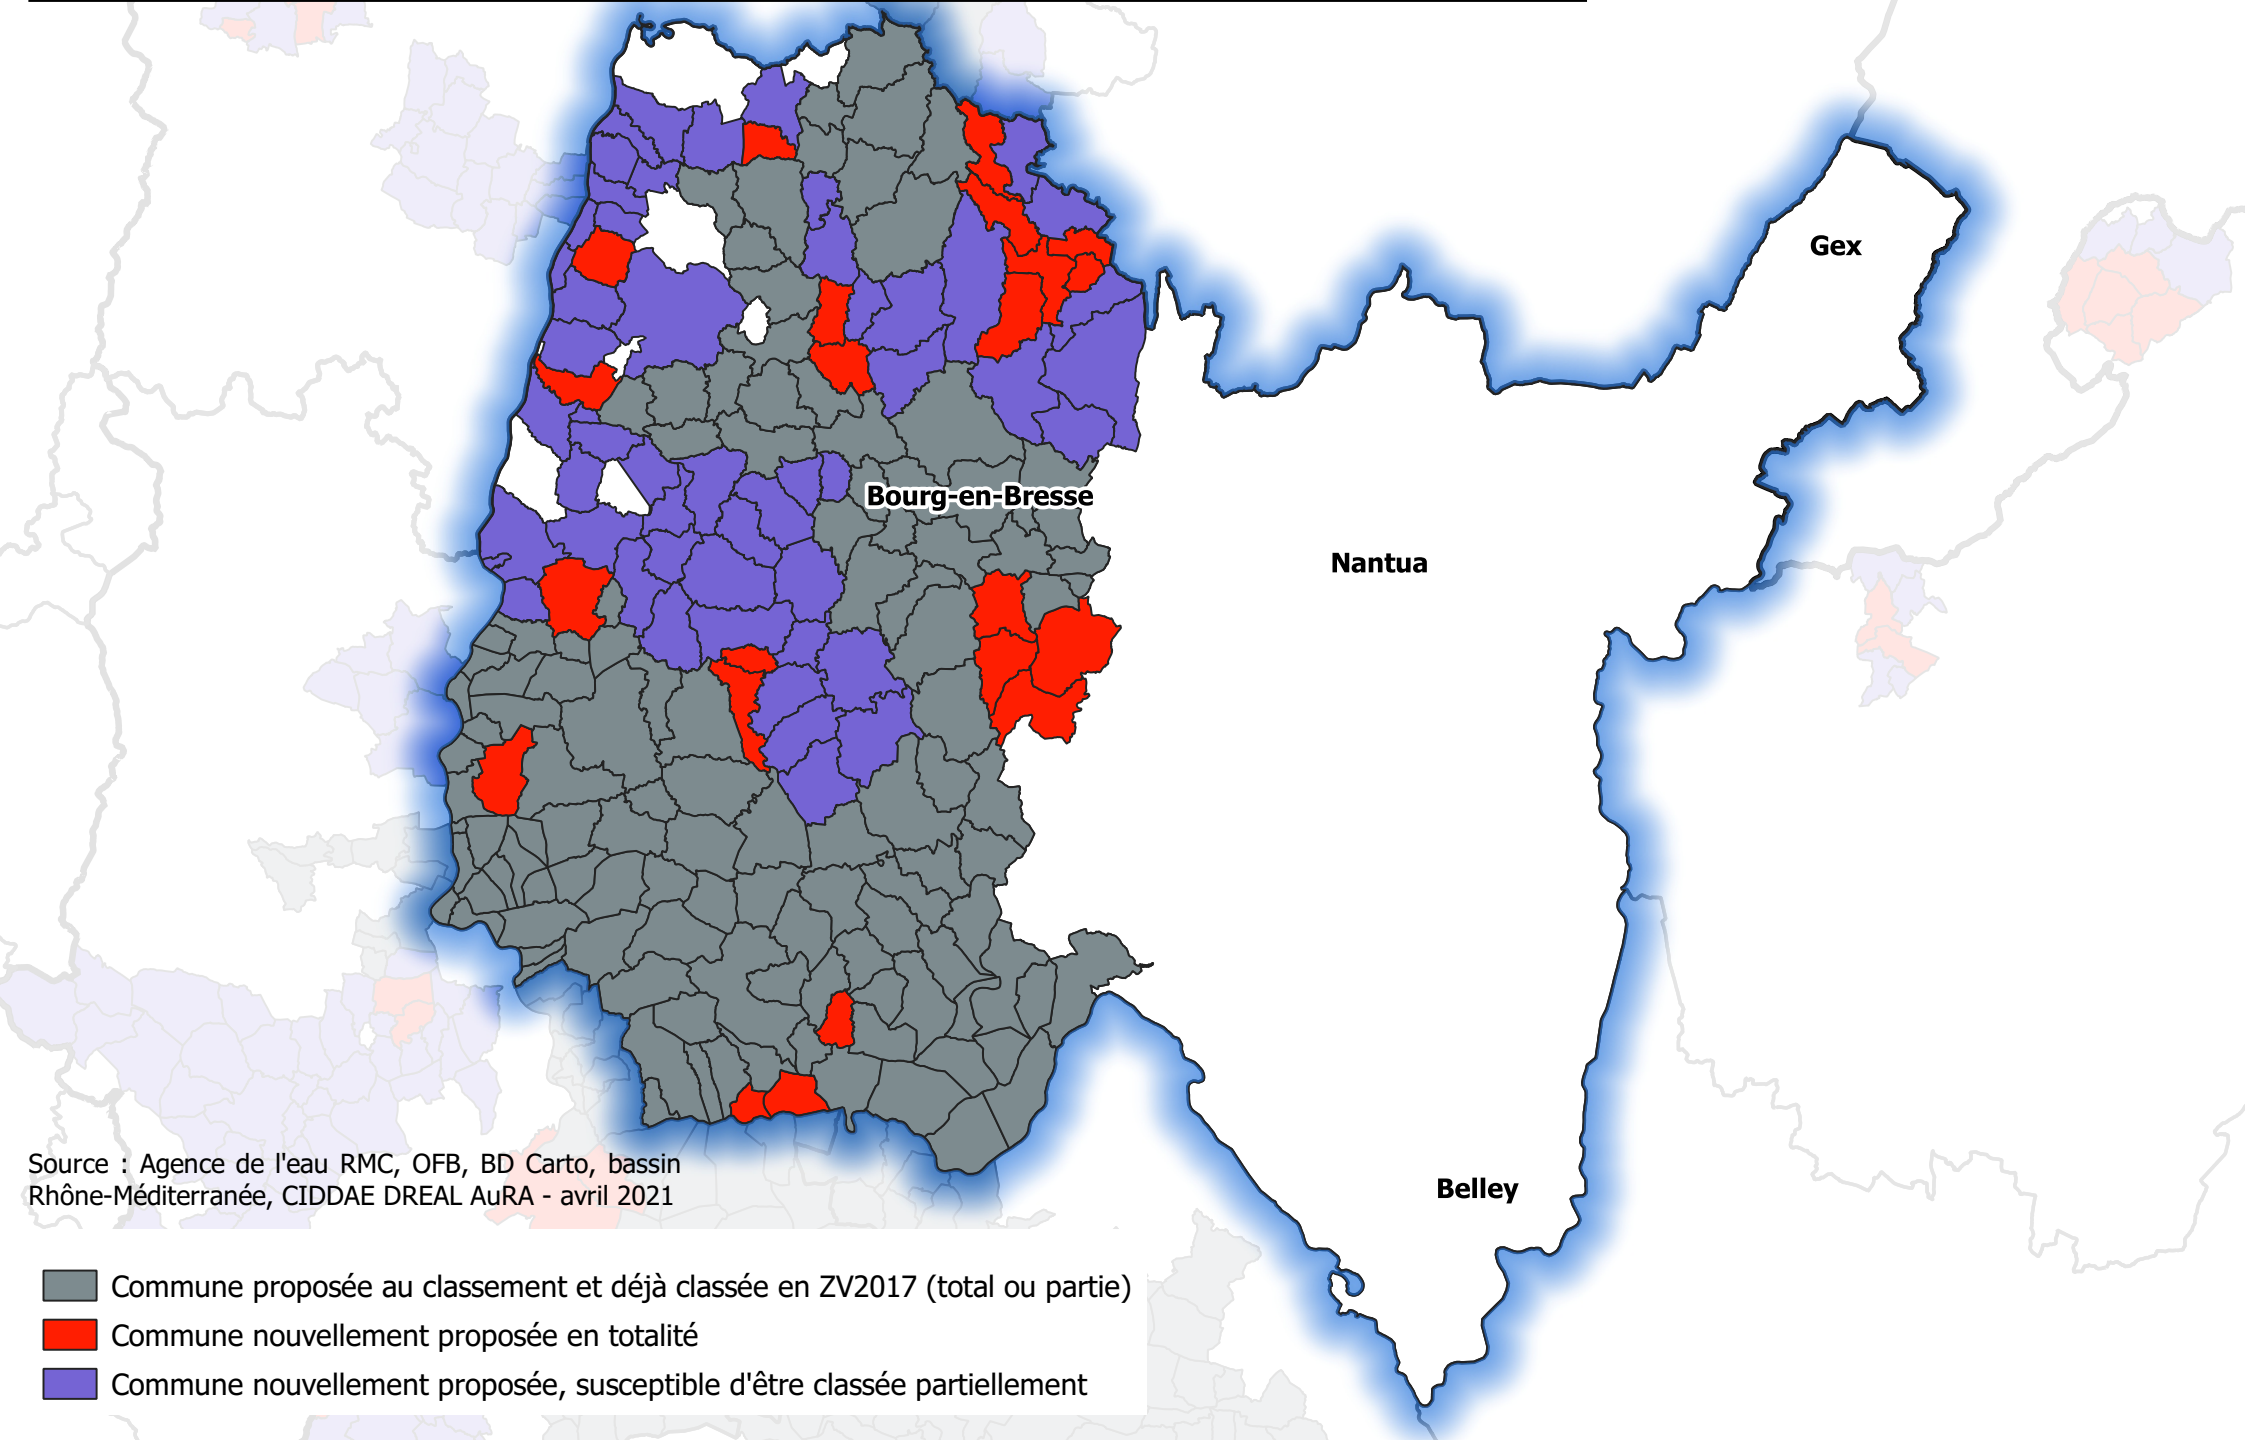 Gex
Bourg-en-Bresse
Nantua
Belley
Source : Agence de l'eau RMC, OFB, BD Carto, bassin
Rhône-Méditerranée, CIDDAE DREAL AuRA - avril 2021
Commune proposée au classement et déjà classée en ZV2017 (total ou partie)
Commune nouvellement proposée en totalité
Commune nouvellement proposée, susceptible d'être classée partiellement